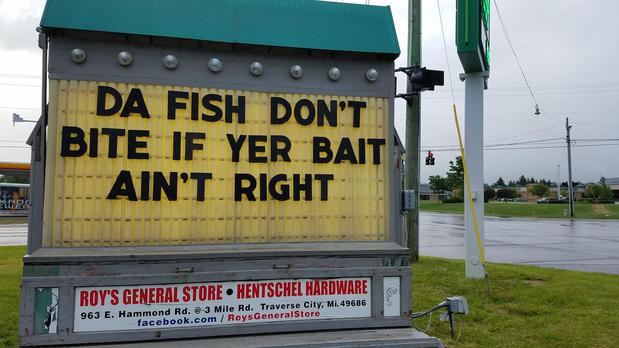 DA FISH DON'T
BITE IF YER BAIT
AIN'T RIGHT
ROY'S GENERAL STORE • HENTSCHEL HARDWARE
963 E. Hammond Rd. @ 3 Mile Rd. Traverse City, Mi. 49686
facebook.com / RoysGeneralStore